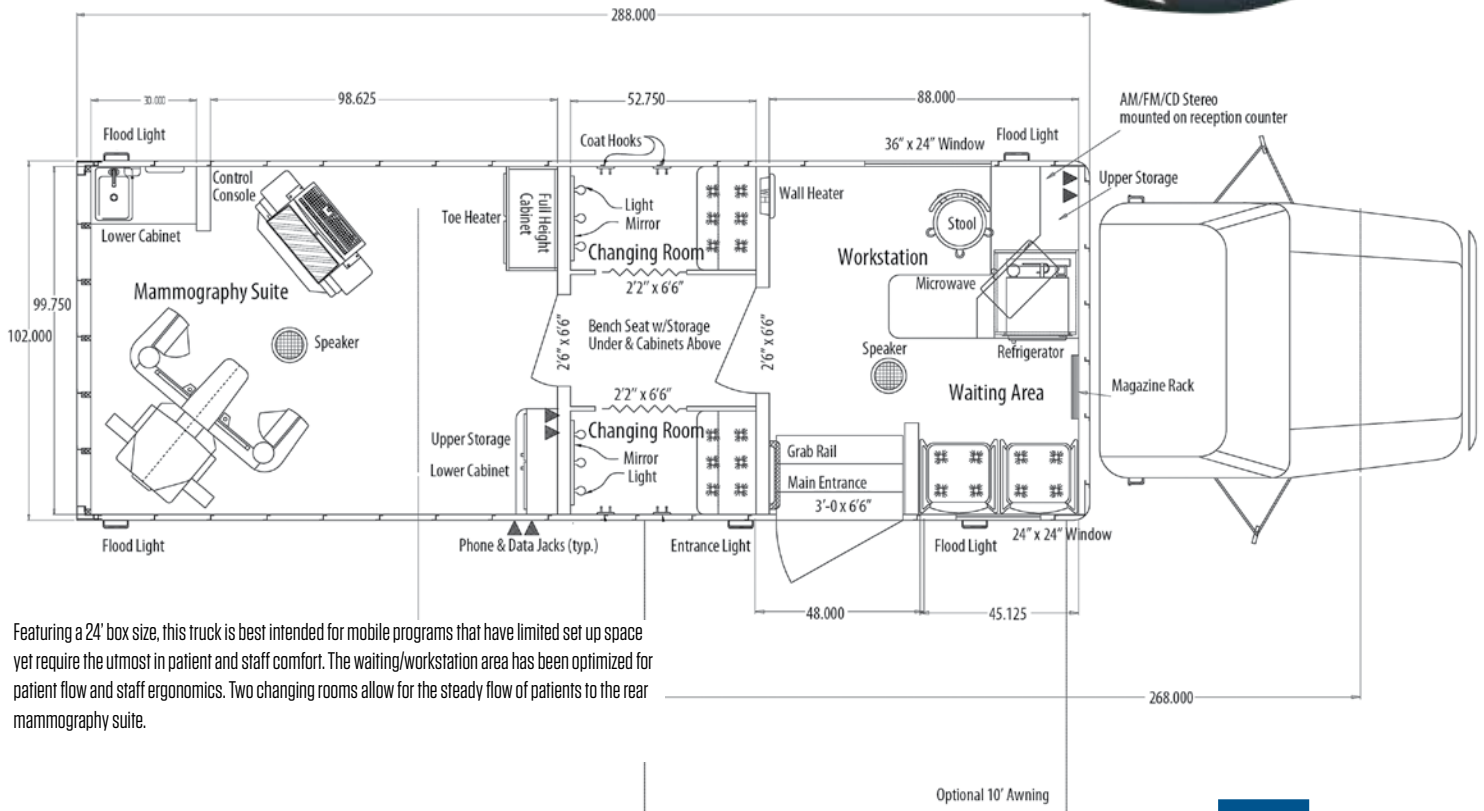 288.000
30.000
98.625
52.750
88.000
AM/FM/CD Stereo
mounted on reception counter
Flood Light
Coat Hooks
36" x 24" Window
Flood Light
Control
Console
Toe Heater
Full Height
Cabinet
Light
Mirror
WH
Wall Heater
Stool
Upper Storage
Lower Cabinet
Changing Room
2'2" x 6'6"
Workstation
Microwave
Mammography Suite
99.750
102.000
Speaker
2'6" x 6'6"
Bench Seat w/Storage
Under & Cabinets Above
2'6" x 6'6"
Speaker
Refrigerator
Waiting Area
Magazine Rack
2'2" x 6'6"
Changing Room
Upper Storage
Lower Cabinet
Mirror
Light
Grab Rail
Main Entrance
3'-0 x 6'6"
Flood Light
Phone & Data Jacks (typ.)
Entrance Light
Flood Light
24" x 24" Window
48.000
45.125
Featuring a 24' box size, this truck is best intended for mobile programs that have limited set up space
yet require the utmost in patient and staff comfort. The waiting/workstation area has been optimized for
patient flow and staff ergonomics. Two changing rooms allow for the steady flow of patients to the rear
mammography suite.
268.000
Optional 10' Awning